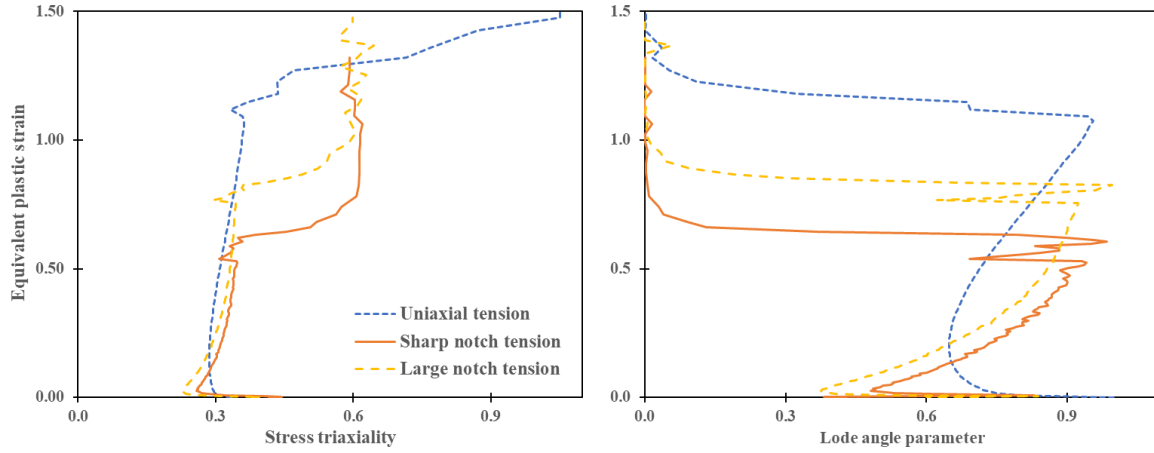 Equivalent plastic strain
1.50
1.00
0.50
0.00
0.0
0.3
0.6
0.9
Stress triaxiality
Uniaxial tension
Sharp notch tension
Large notch tension
1.5
1.0
0.5
0.0
0.0
0.3
0.6
0.9
Lode angle parameter